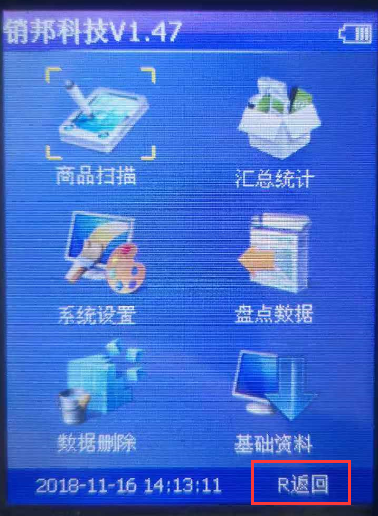 销邦科技V1.47
商品扫描
汇总统计
系统设置
盘点数据
数据删除
基础资料
2018-11-16 14:13:11 R返回